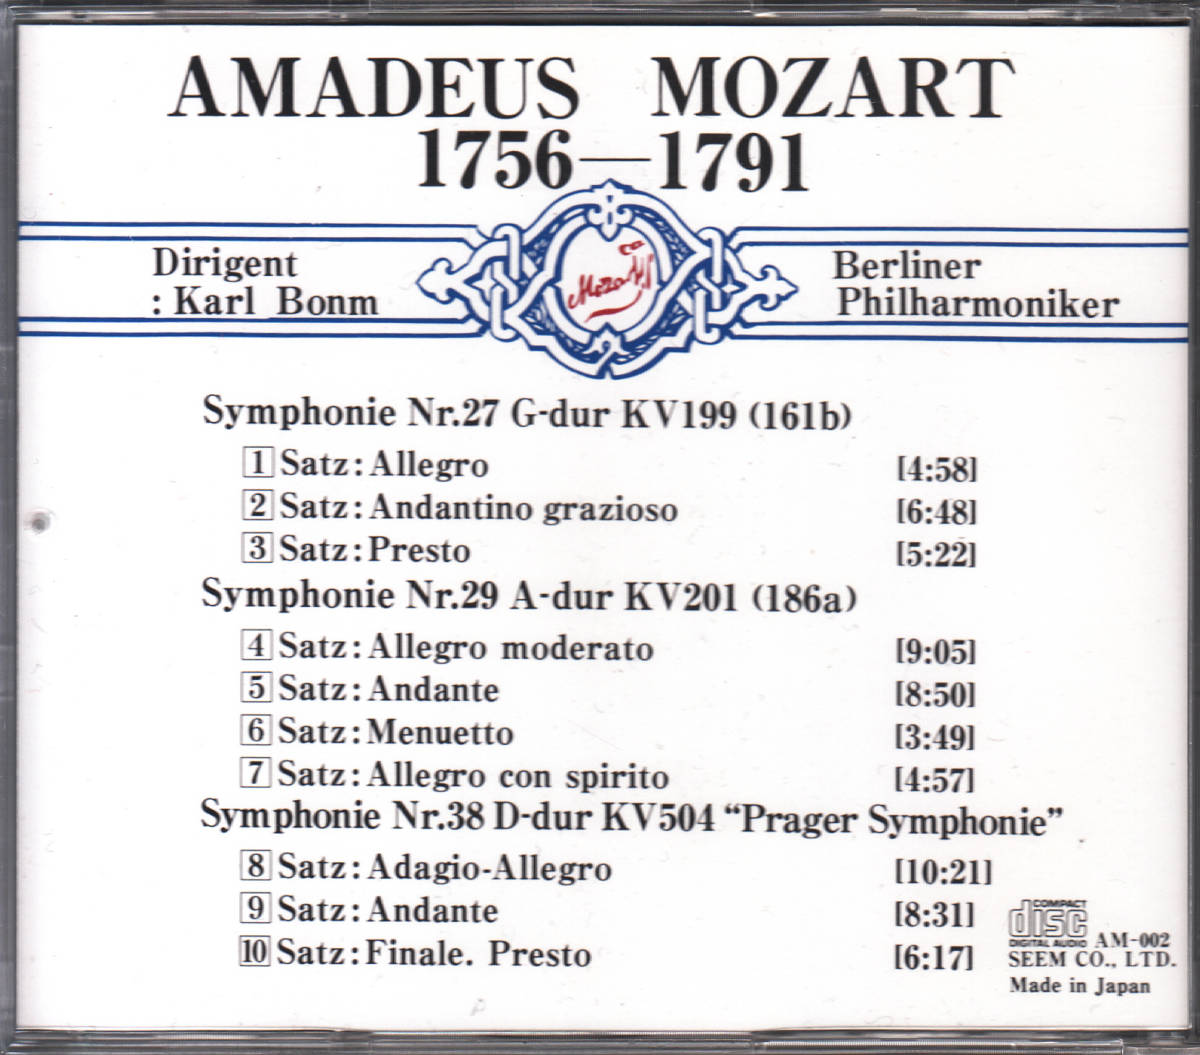 AMADEUS MOZART
1756—1791
Dirigent
: Karl Bonm
Mozart
Berliner
Philharmoniker
Symphonie Nr.27 G-dur KV199 (161b)
1 Satz: Allegro [4:58]
2 Satz: Andantino grazioso [6:48]
3 Satz: Presto [5:22]
Symphonie Nr.29 A-dur KV201 (186a)
4 Satz: Allegro moderato [9:05]
5 Satz: Andante [8:50]
6 Satz: Menuetto [3:49]
7 Satz: Allegro con spirito [4:57]
Symphonie Nr.38 D-dur KV504 “Prager Symphonie”
8 Satz: Adagio-Allegro [10:21]
9 Satz: Andante [8:31]
10 Satz: Finale. Presto [6:17]
COMPACT
disc
DIGITAL AUDIO AM-002
SEEM CO., LTD.
Made in Japan